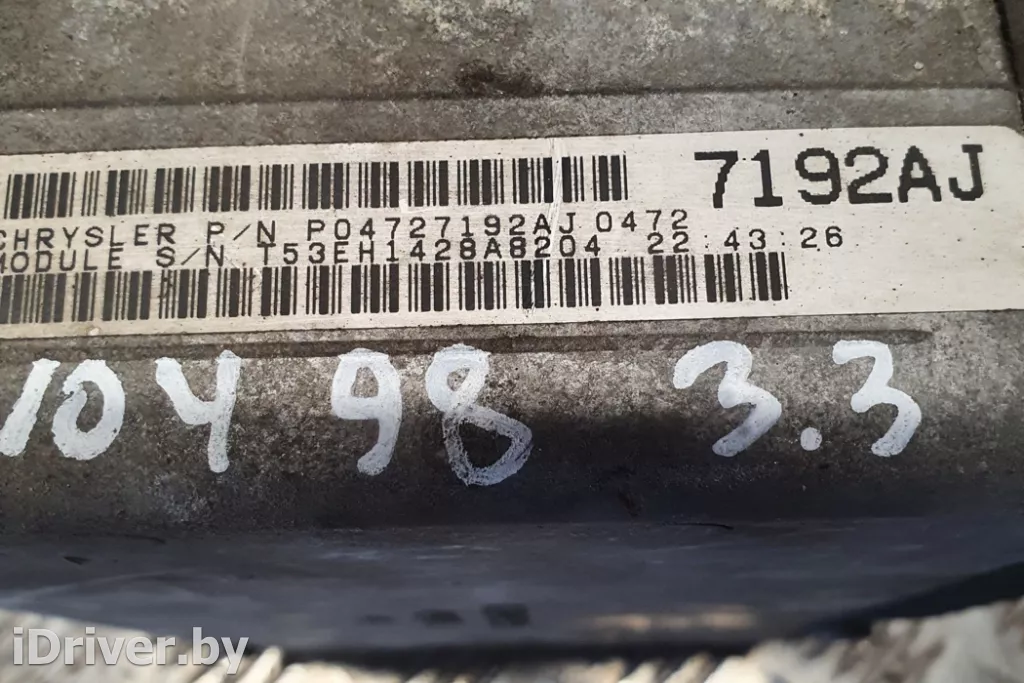 7192AJ
CHRYSLER P/N P04727192AJ 0472
MODULE S/N T53EH1428A8204 22:43:26
104 98 3.3
iDriver.by